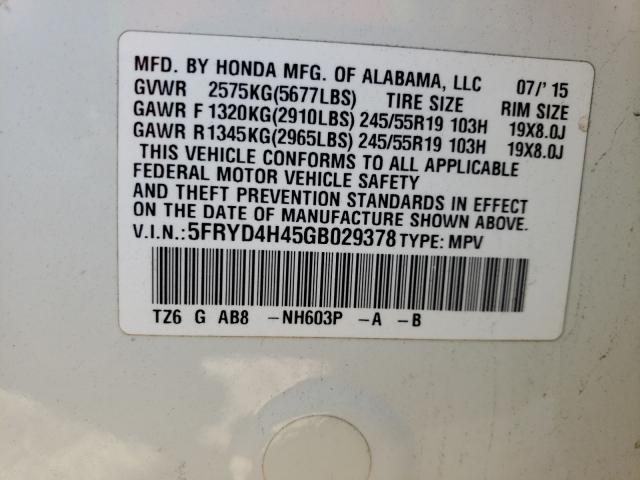 MFD. BY HONDA MFG. OF ALABAMA, LLC 07/'15
GVWR 2575KG(5677LBS) TIRE SIZE RIM SIZE
GAWR F 1320KG(2910LBS) 245/55R19 103H 19X8.0J
GAWR R 1345KG(2965LBS) 245/55R19 103H 19X8.0J
THIS VEHICLE CONFORMS TO ALL APPLICABLE
FEDERAL MOTOR VEHICLE SAFETY
AND THEFT PREVENTION STANDARDS IN EFFECT
ON THE DATE OF MANUFACTURE SHOWN ABOVE.
V.I.N.:5FRYD4H45GB029378 TYPE: MPV
TZ6 G AB8 -NH603P -A -B